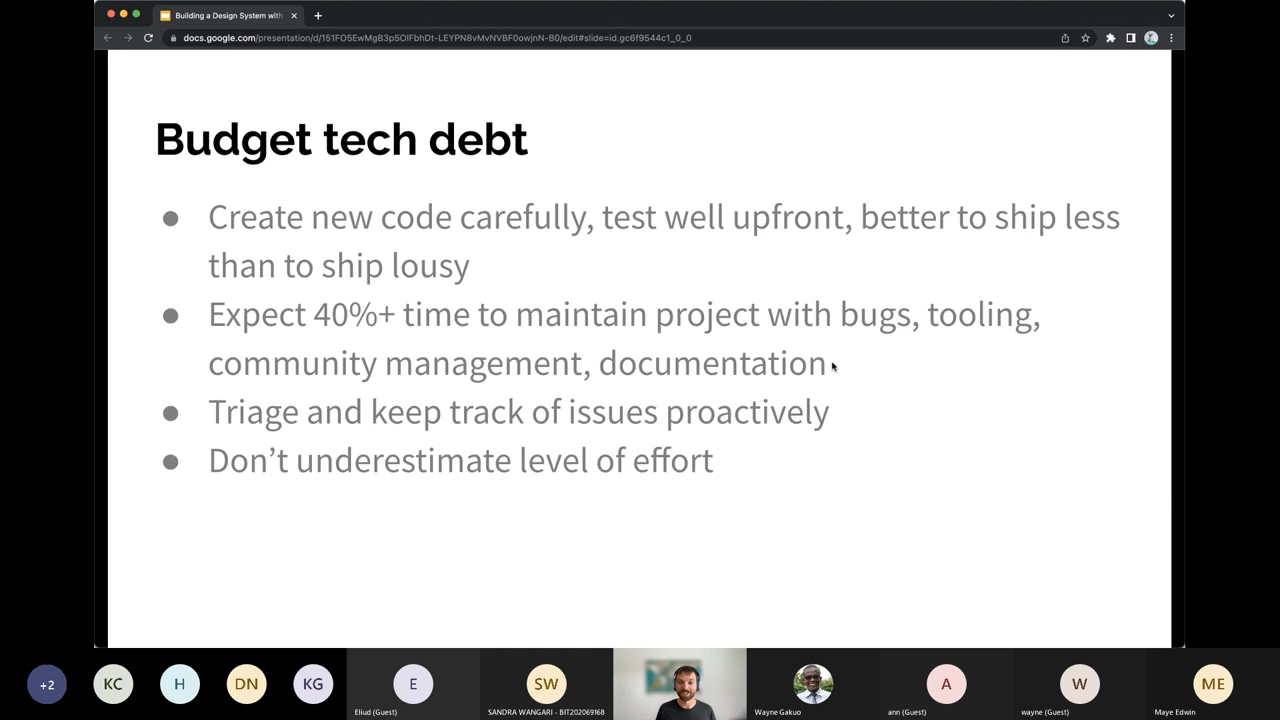 Building a Design System with
docs.google.com/presentation/d/151FO5EwMgB3p5OlFbhDt-LEYPN8vMvNVBF0owjnN-B0/edit#slide=id.gc6f9544c1_0_0
Budget tech debt
● Create new code carefully, test well upfront, better to ship less
than to ship lousy
● Expect 40%+ time to maintain project with bugs, tooling,
community management, documentation
● Triage and keep track of issues proactively
● Don’t underestimate level of effort
+2
KC
H
DN
KG
E
Eliud (Guest)
SW
SANDRA WANGARI - BIT202069168
Wayne Gakuo
A
ann (Guest)
W
wayne (Guest)
ME
Maye Edwin